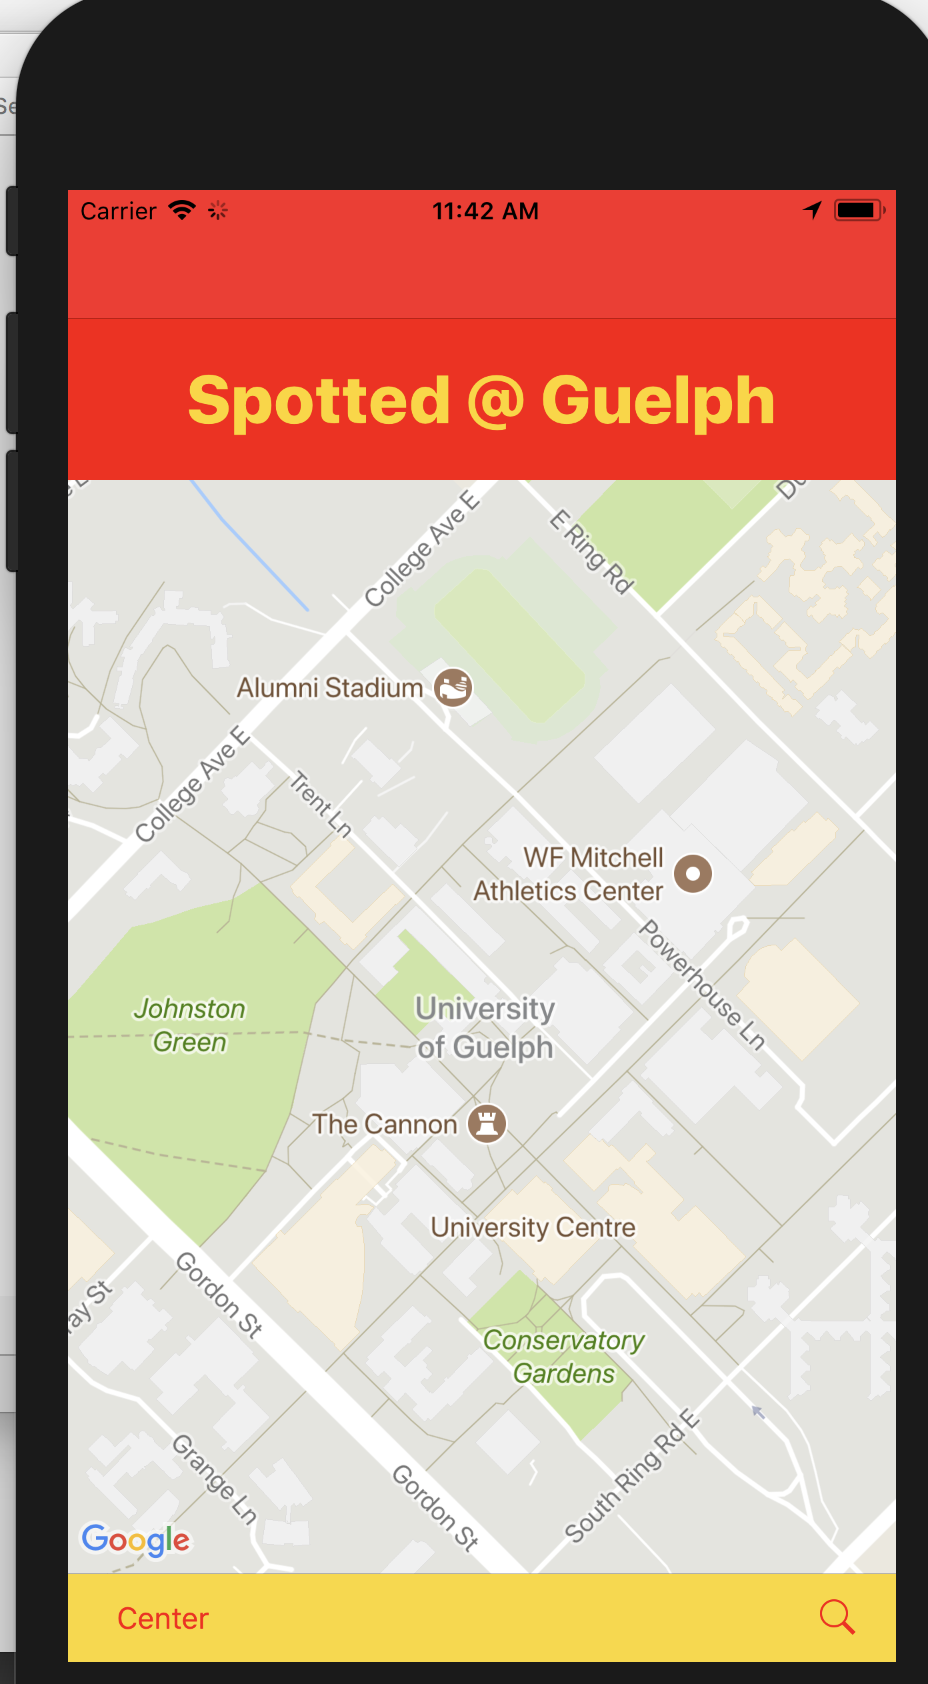 Se
Carrier
11:42 AM
Spotted @ Guelph
College Ave E
E Ring Rd
Alumni Stadium
College Ave E
Trent Ln
WF Mitchell
Athletics Center
Powerhouse Ln
Johnston
Green
University
of Guelph
The Cannon
University Centre
Gordon St
Conservatory
Gardens
South Ring Rd E
Grange Ln
Gordon St
Google
Center